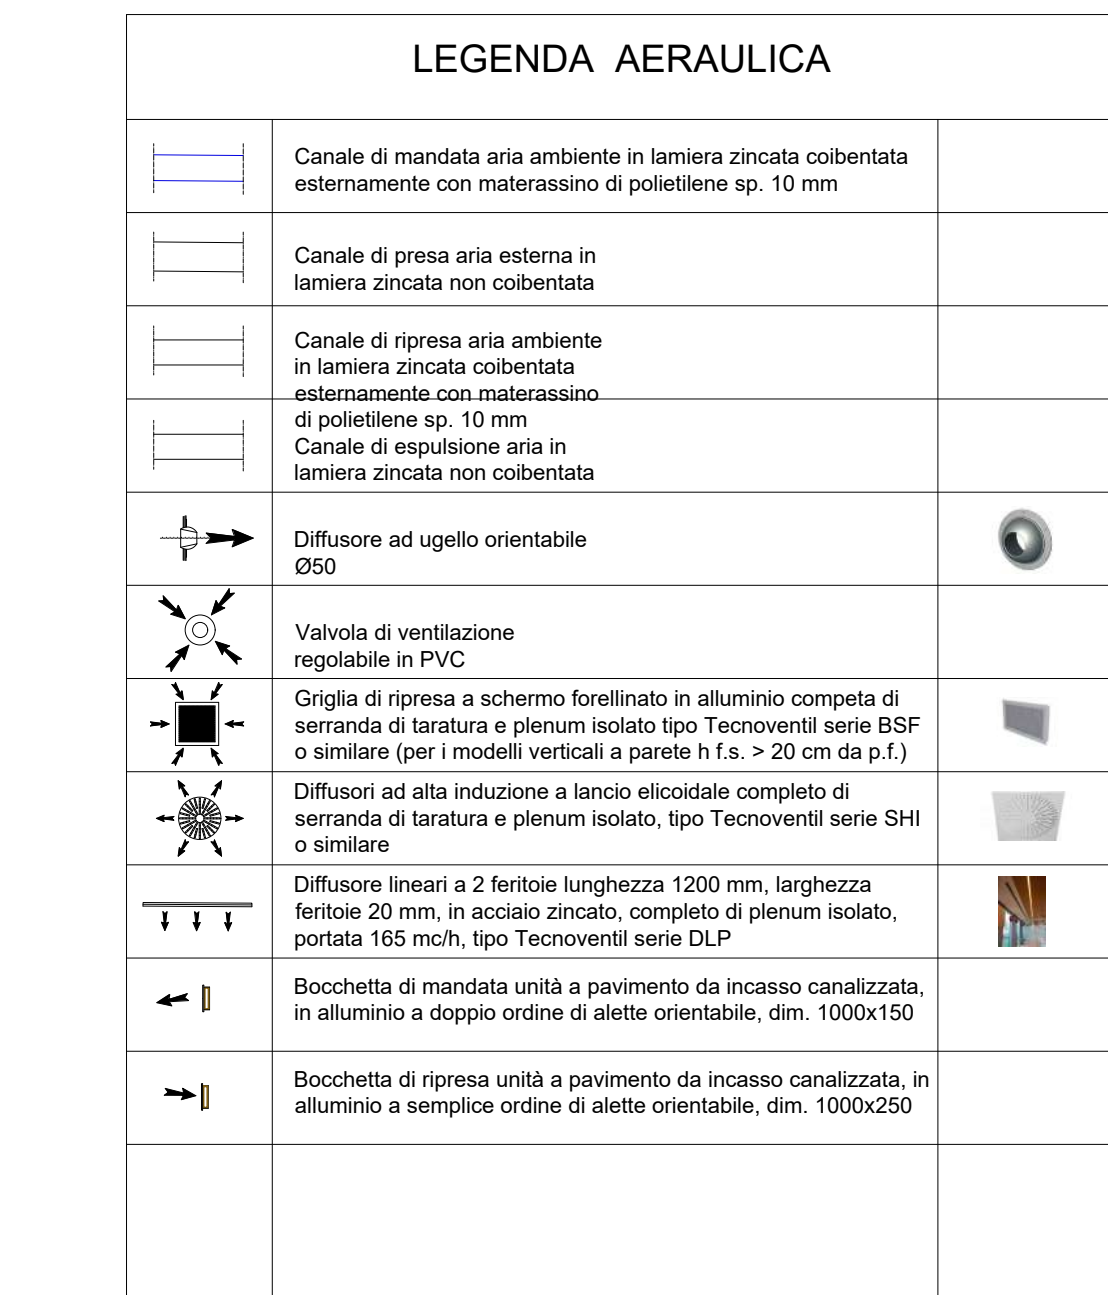 LEGENDA AERAULICA
Canale di mandata aria ambiente in lamiera zincata coibentata
esternamente con materassino di polietilene sp. 10 mm
Canale di presa aria esterna in
lamiera zincata non coibentata
Canale di ripresa aria ambiente
in lamiera zincata coibentata
esternamente con materassino
di polietilene sp. 10 mm
Canale di espulsione aria in
lamiera zincata non coibentata
Diffusore ad ugello orientabile
Ø50
Valvola di ventilazione
regolabile in PVC
Griglia di ripresa a schermo forellinato in alluminio competa di
serranda di taratura e plenum isolato tipo Tecnoventil serie BSF
o similare (per i modelli verticali a parete h f.s. > 20 cm da p.f.)
Diffusori ad alta induzione a lancio elicoidale completo di
serranda di taratura e plenum isolato, tipo Tecnoventil serie SHI
o similare
Diffusore lineari a 2 feritoie lunghezza 1200 mm, larghezza
feritoie 20 mm, in acciaio zincato, completo di plenum isolato,
portata 165 mc/h, tipo Tecnoventil serie DLP
Bocchetta di mandata unità a pavimento da incasso canalizzata,
in alluminio a doppio ordine di alette orientabile, dim. 1000x150
Bocchetta di ripresa unità a pavimento da incasso canalizzata, in
alluminio a semplice ordine di alette orientabile, dim. 1000x250